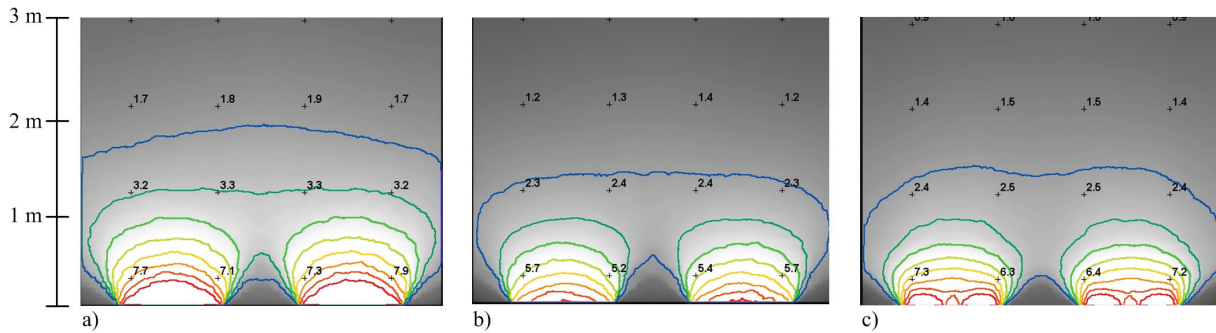 3 m
2 m
1 m
1.7 1.8 1.9 1.7
3.2 3.3 3.3 3.2
7.7 7.1 7.3 7.9
a)
1.2 1.3 1.4 1.2
2.3 2.4 2.4 2.3
5.7 5.2 5.4 5.7
b)
0.9 1.0 1.0 0.9
1.4 1.5 1.5 1.4
2.4 2.5 2.5 2.4
7.3 6.3 6.4 7.2
c)